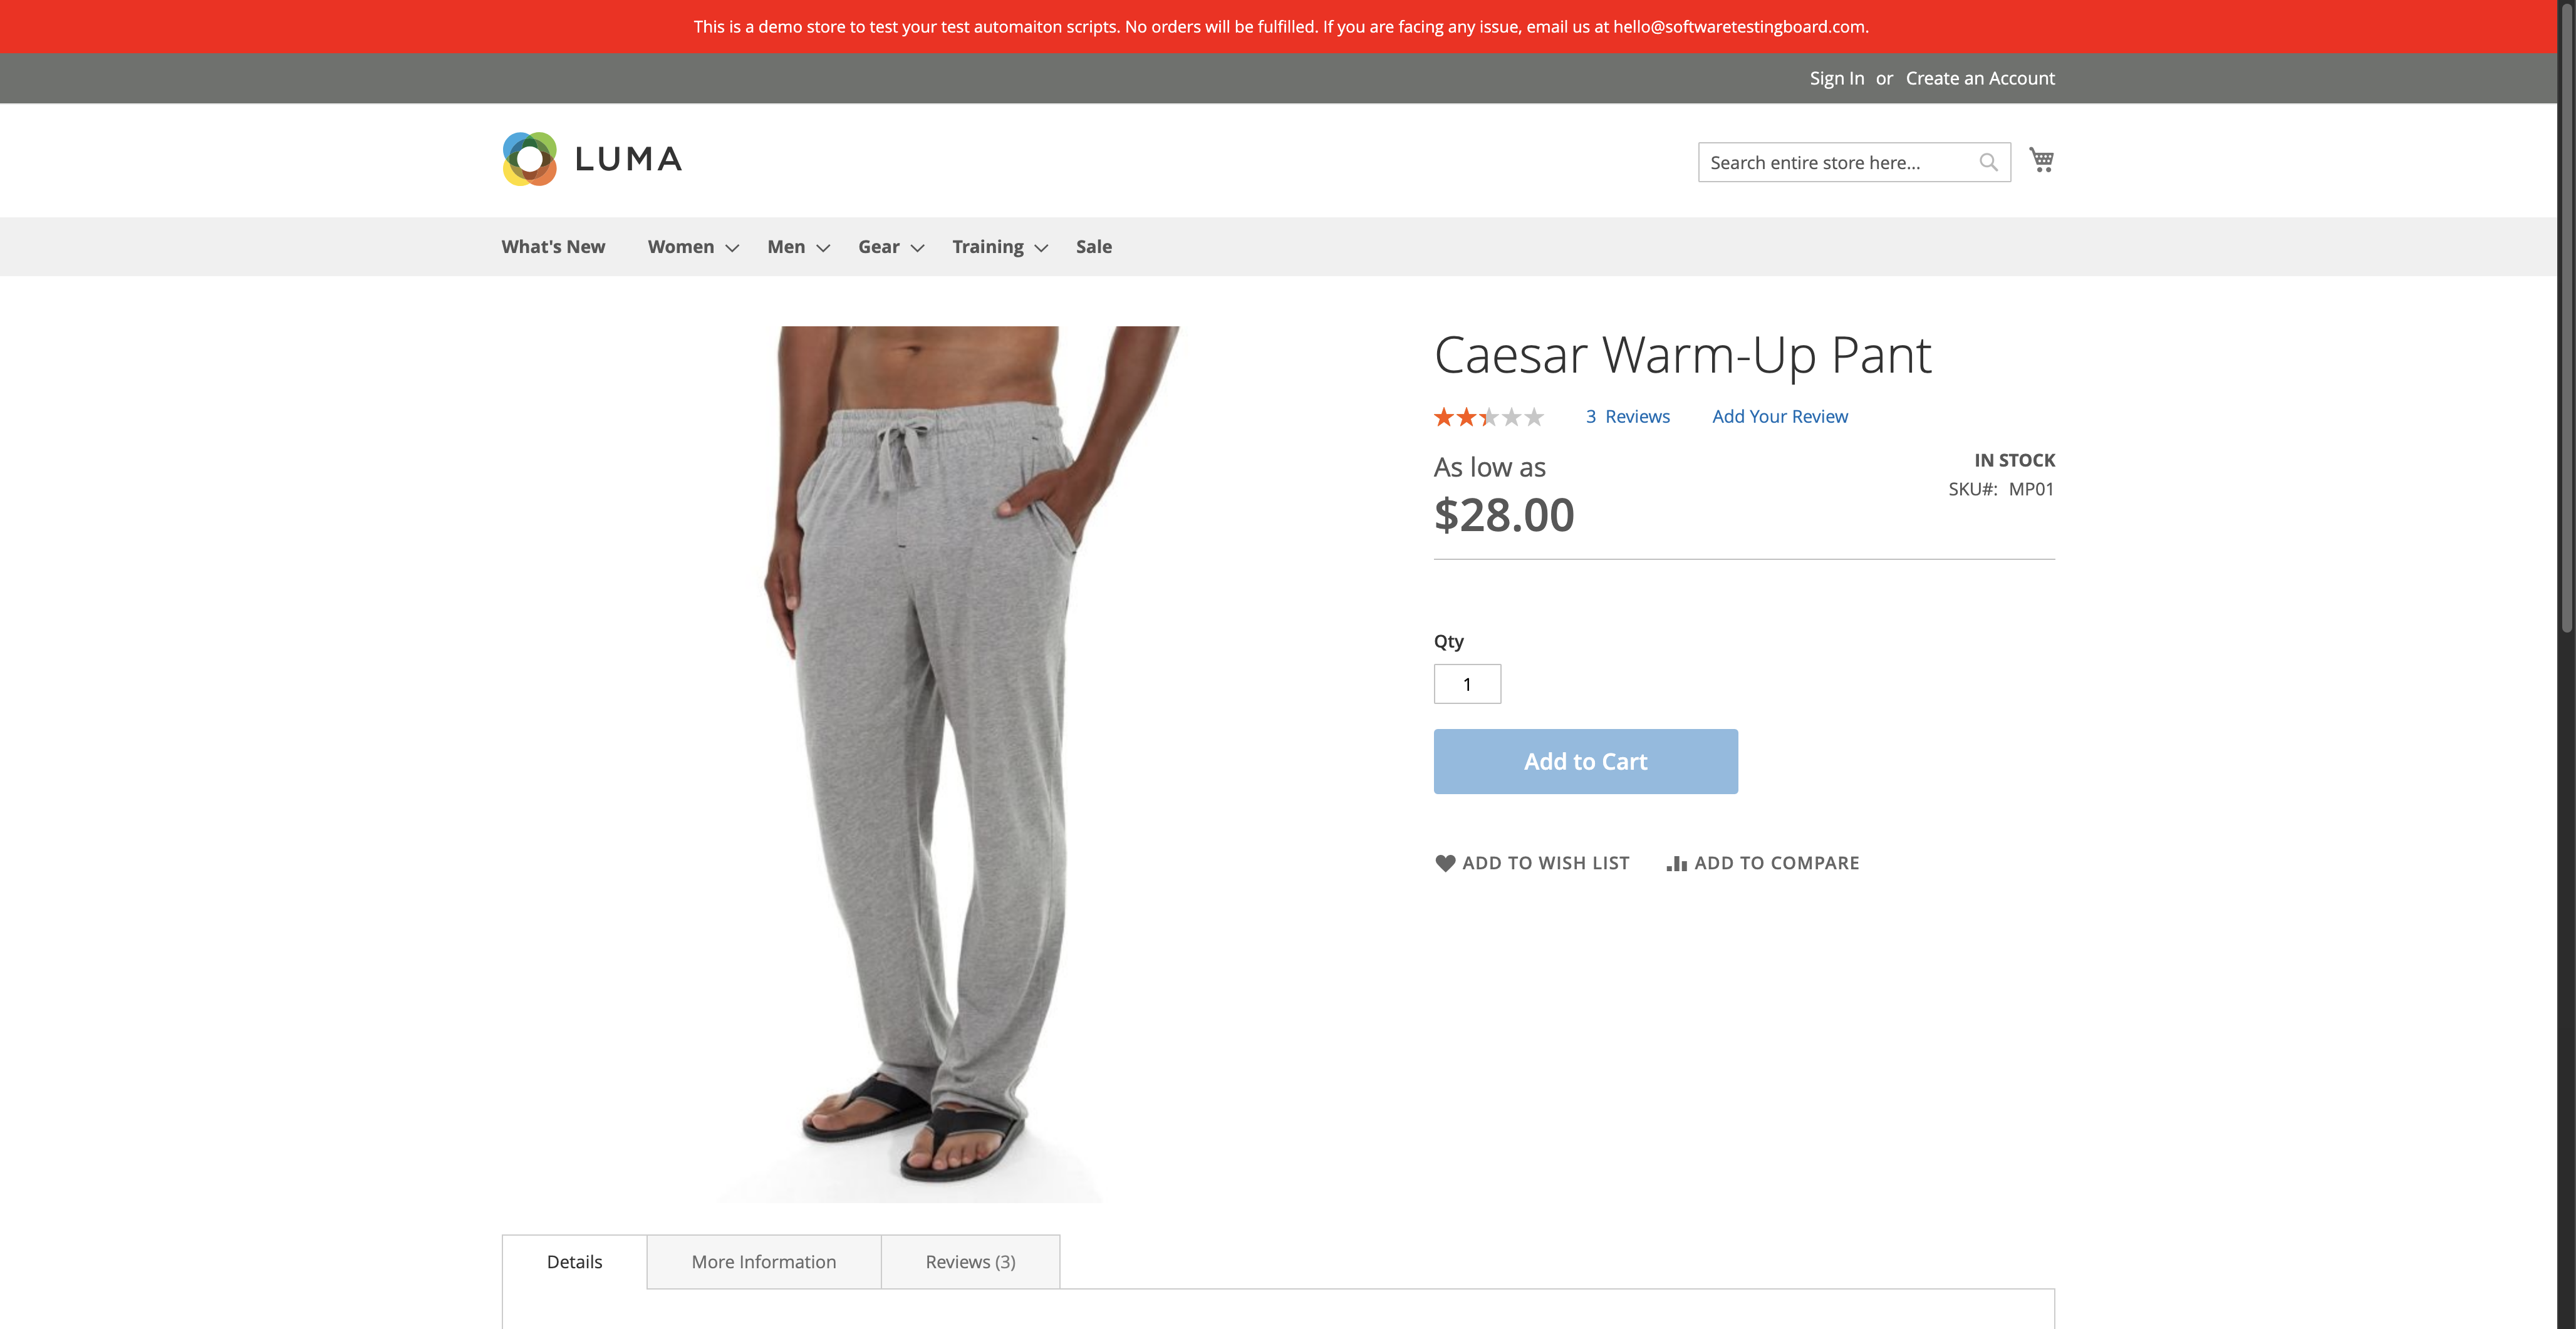 This is a demo store to test your test automaiton scripts. No orders will be fulfilled. If you are facing any issue, email us at hello@softwaretestingboard.com.
Sign In or Create an Account
LUMA
Search entire store here...
What's New Women Men Gear Training Sale
Caesar Warm-Up Pant
3 Reviews Add Your Review
As low as
$28.00
IN STOCK
SKU#: MP01
Qty
1
Add to Cart
ADD TO WISH LIST ADD TO COMPARE
Details More Information Reviews (3)